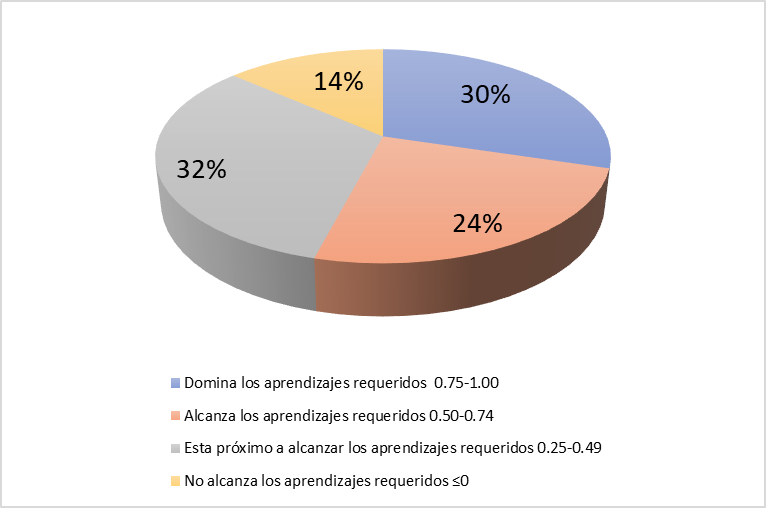 14%
30%
32%
24%
Domina los aprendizajes requeridos  0.75-1.00
Alcanza los aprendizajes requeridos 0.50-0.74
Esta próximo a alcanzar los aprendizajes requeridos 0.25-0.49
No alcanza los aprendizajes requeridos ≤0